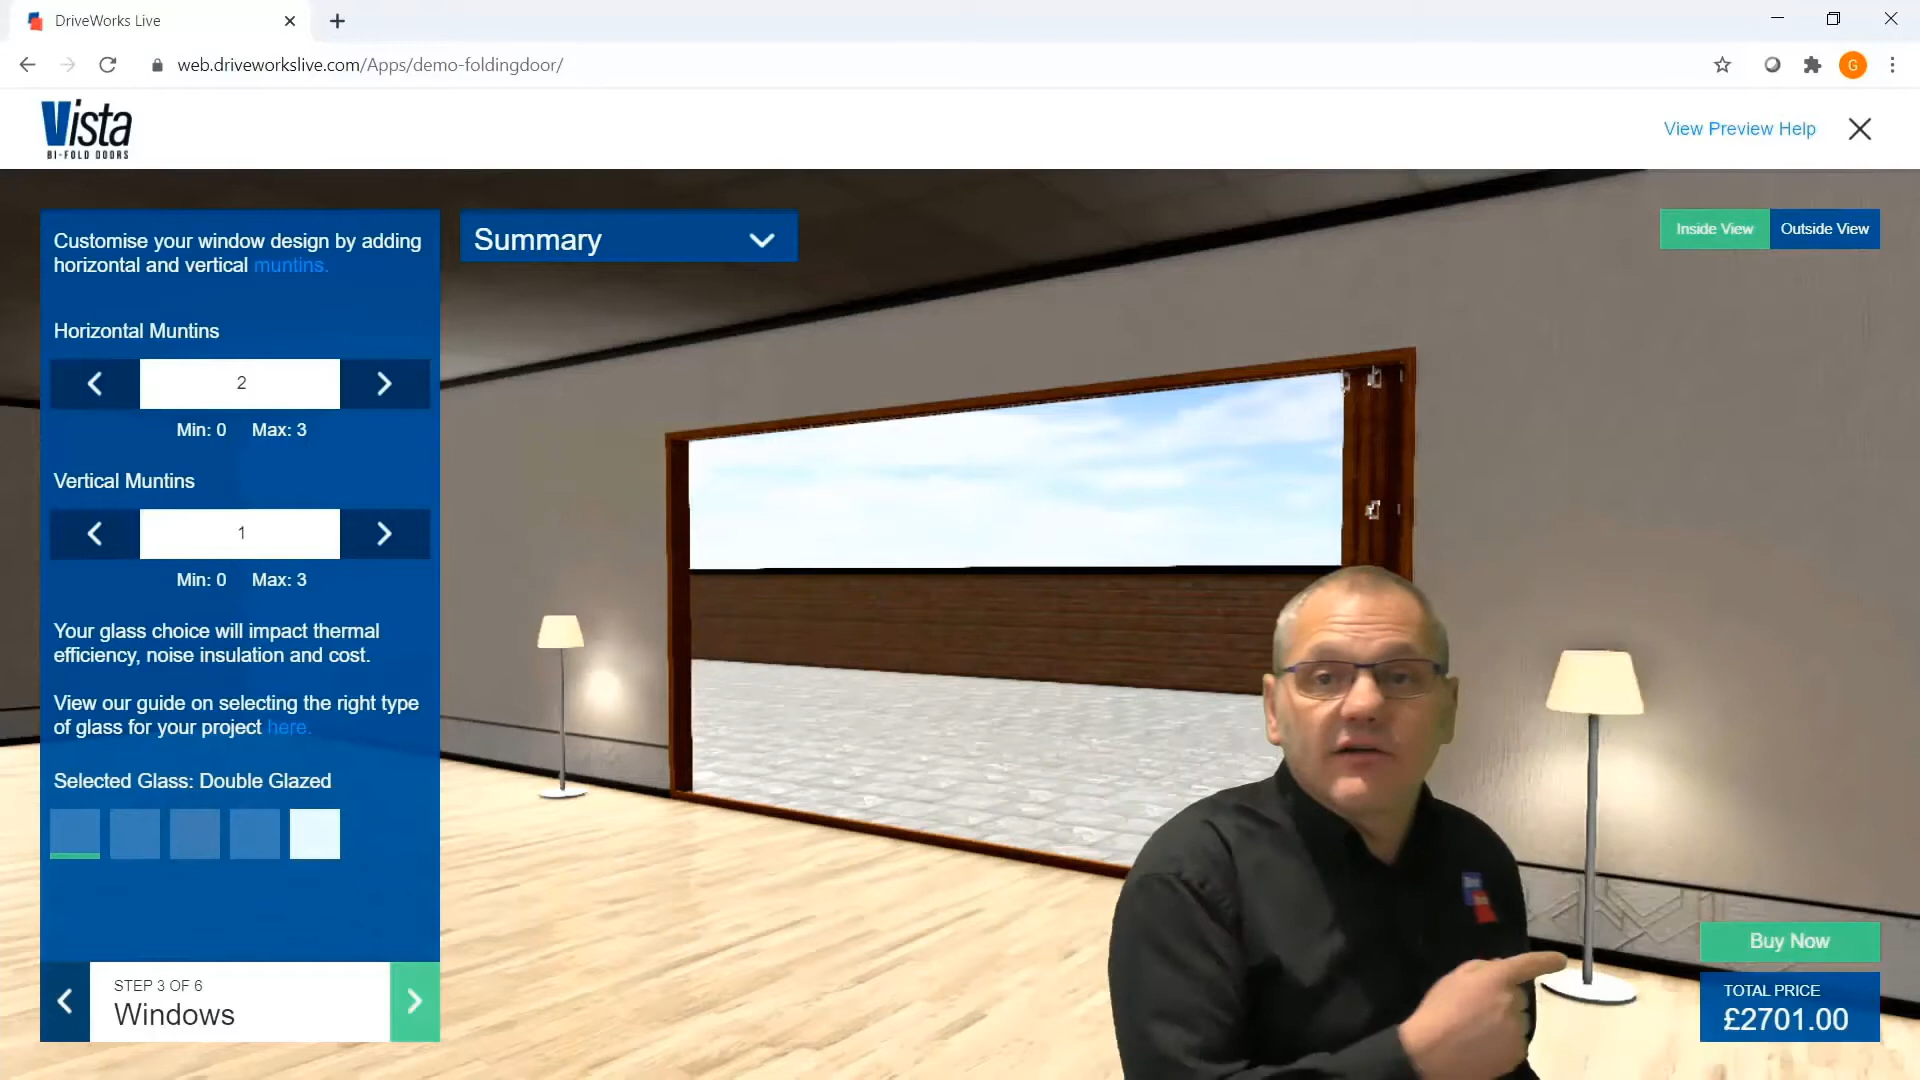 DriveWorks Live
web.driveworkslive.com/Apps/demo-foldingdoor/
G
Vista
BI-FOLD DOORS
View Preview Help
Customise your window design by adding
horizontal and vertical muntins.
Summary
Inside View
Outside View
Horizontal Muntins
2
Min: 0 Max: 3
Vertical Muntins
1
Min: 0 Max: 3
Your glass choice will impact thermal
efficiency, noise insulation and cost.
View our guide on selecting the right type
of glass for your project here.
Selected Glass: Double Glazed
STEP 3 OF 6
Windows
Buy Now
TOTAL PRICE
£2701.00